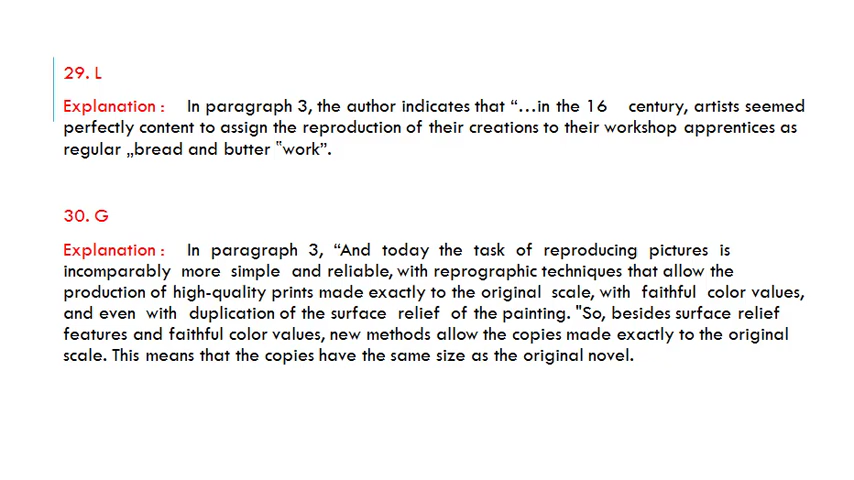 29. L
Explanation : In paragraph 3, the author indicates that “…in the 16 century, artists seemed
perfectly content to assign the reproduction of their creations to their workshop apprentices as
regular „bread and butter ‟work”.
30. G
Explanation : In paragraph 3, “And today the task of reproducing pictures is
incomparably more simple and reliable, with reprographic techniques that allow the
production of high-quality prints made exactly to the original scale, with faithful color values,
and even with duplication of the surface relief of the painting. "So, besides surface relief
features and faithful color values, new methods allow the copies made exactly to the original
scale. This means that the copies have the same size as the original novel.